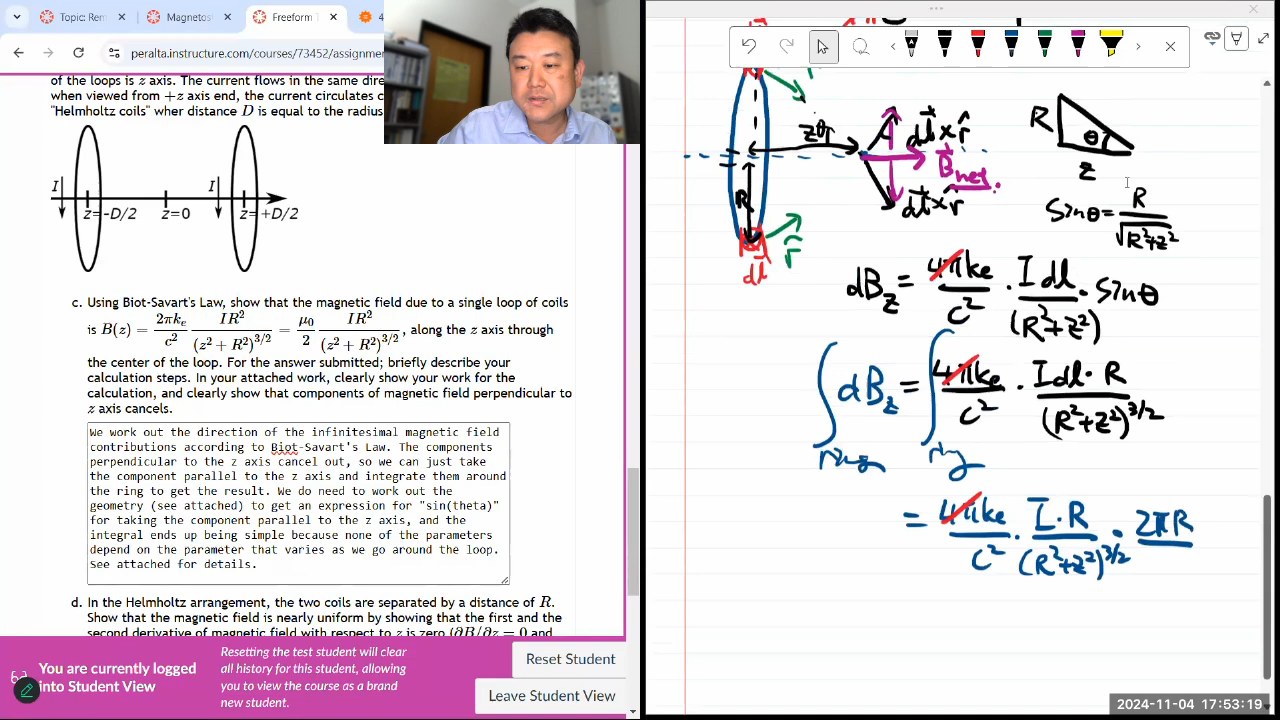 Topic Rem
Magnetos
Freeform
peralta.instructure.com/courses/73452/assignme
of the loops is z axis. The current flows in the same dire
when viewed from +z axis end, the current circulates c
"Helmholtz coils" when distance D is equal to the radius
I
I
z=-D/2
z=0
z=+D/2
c. Using Biot-Savart's Law, show that the magnetic field due to a single loop of coils
is B(z) = 2πk_e/c² IR²/(z² + R²)^{3/2} = μ₀/2 IR²/(z² + R²)^{3/2}, along the z axis through
the center of the loop. For the answer submitted; briefly describe your
calculation steps. In your attached work, clearly show your work for the
calculation, and clearly show that components of magnetic field perpendicular to
z axis cancels.
We work out the direction of the infinitesimal magnetic field
contributions according to Biot-Savart's Law. The components
perpendicular to the z axis cancel out, so we can just take
the component parallel to the z axis and integrate them around
the ring to get the result. We do need to work out the
geometry (see attached) to get an expression for "sin(theta)"
for taking the component parallel to the z axis, and the
integral ends up being simple because none of the parameters
depend on the parameter that varies as we go around the loop.
See attached for details.
d. In the Helmholtz arrangement, the two coils are separated by a distance of R.
Show that the magnetic field is nearly uniform by showing that the first and the
second derivative of magnetic field with respect to z is zero (∂B/∂z = 0 and
You are currently logged
into Student View
Resetting the test student will clear
all history for this student, allowing
you to view the course as a brand
new student.
Reset Student
Leave Student View
R
dl⃗×r̂
B⃗net
dl⃗×r̂
r̂
dl
R
θ
z
sinθ = R/√(R²+z²)
dB_z = 4πke/c² · I dl/(R²+z²) · sinθ
∫ring dB_z = ∫ring 4πke/c² · I dl · R/(R²+z²)^{3/2}
= 4πke/c² · I·R/(R²+z²)^{3/2} · 2πR
2024-11-04 17:53:19